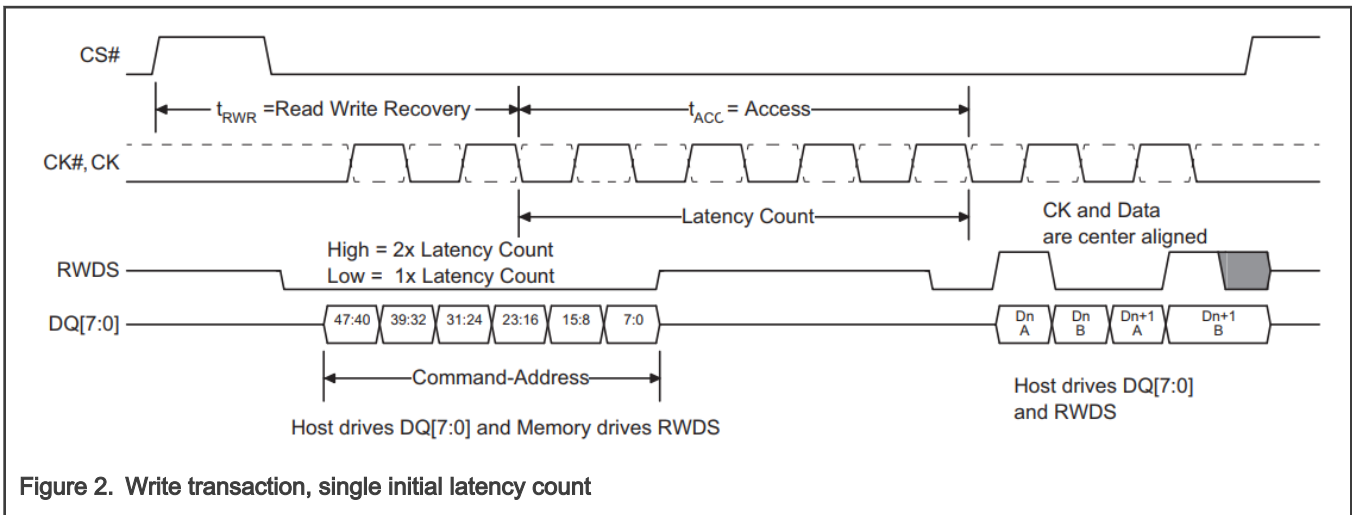 CS#
t_RWR =Read Write Recovery
t_ACC = Access
CK#, CK
Latency Count
CK and Data
are center aligned
High = 2x Latency Count
Low = 1x Latency Count
RWDS
DQ[7:0]
47:40 39:32 31:24 23:16 15:8 7:0
Dn A
Dn B
Dn+1 A
Dn+1 B
Command-Address
Host drives DQ[7:0]
and RWDS
Host drives DQ[7:0] and Memory drives RWDS
Figure 2. Write transaction, single initial latency count